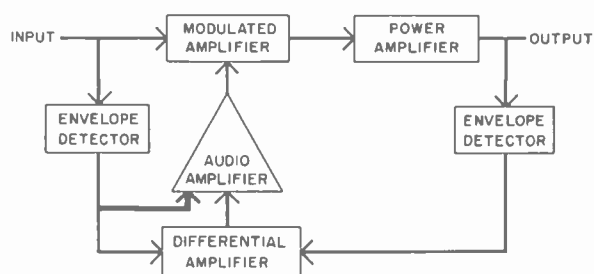 INPUT
MODULATED
AMPLIFIER
POWER
AMPLIFIER
OUTPUT
ENVELOPE
DETECTOR
ENVELOPE
DETECTOR
AUDIO
AMPLIFIER
DIFFERENTIAL
AMPLIFIER